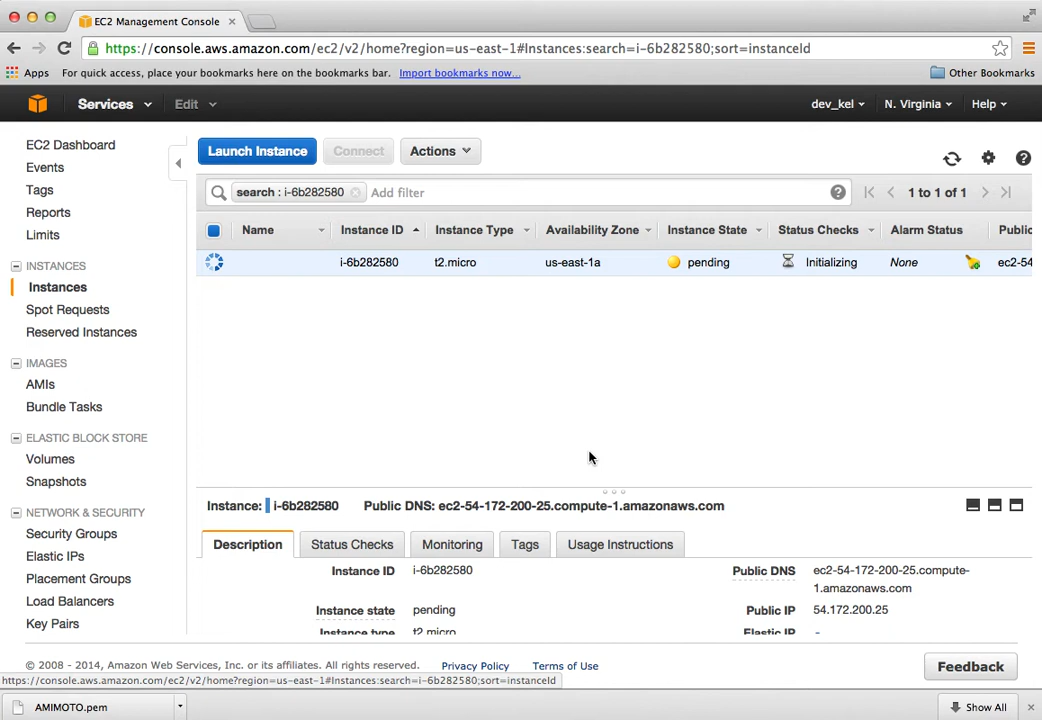 EC2 Management Console
https://console.aws.amazon.com/ec2/v2/home?region=us-east-1#Instances:search=i-6b282580;sort=instanceId
Apps For quick access, place your bookmarks here on the bookmarks bar. Import bookmarks now... Other Bookmarks
Services Edit dev_kel N. Virginia Help
EC2 Dashboard
Events
Tags
Reports
Limits
INSTANCES
Instances
Spot Requests
Reserved Instances
IMAGES
AMIs
Bundle Tasks
ELASTIC BLOCK STORE
Volumes
Snapshots
NETWORK & SECURITY
Security Groups
Elastic IPs
Placement Groups
Load Balancers
Key Pairs
Launch Instance Connect Actions
search : i-6b282580 Add filter 1 to 1 of 1
Name Instance ID Instance Type Availability Zone Instance State Status Checks Alarm Status Public
i-6b282580 t2.micro us-east-1a pending Initializing None ec2-54
Instance: i-6b282580 Public DNS: ec2-54-172-200-25.compute-1.amazonaws.com
Description Status Checks Monitoring Tags Usage Instructions
Instance ID i-6b282580 Public DNS ec2-54-172-200-25.compute-
1.amazonaws.com
Instance state pending Public IP 54.172.200.25
Instance type t2.micro Elastic IP -
© 2008 - 2014, Amazon Web Services, Inc. or its affiliates. All rights reserved. Privacy Policy Terms of Use Feedback
https://console.aws.amazon.com/ec2/v2/home?region=us-east-1#Instances:search=i-6b282580;sort=instanceId
AMIMOTO.pem Show All